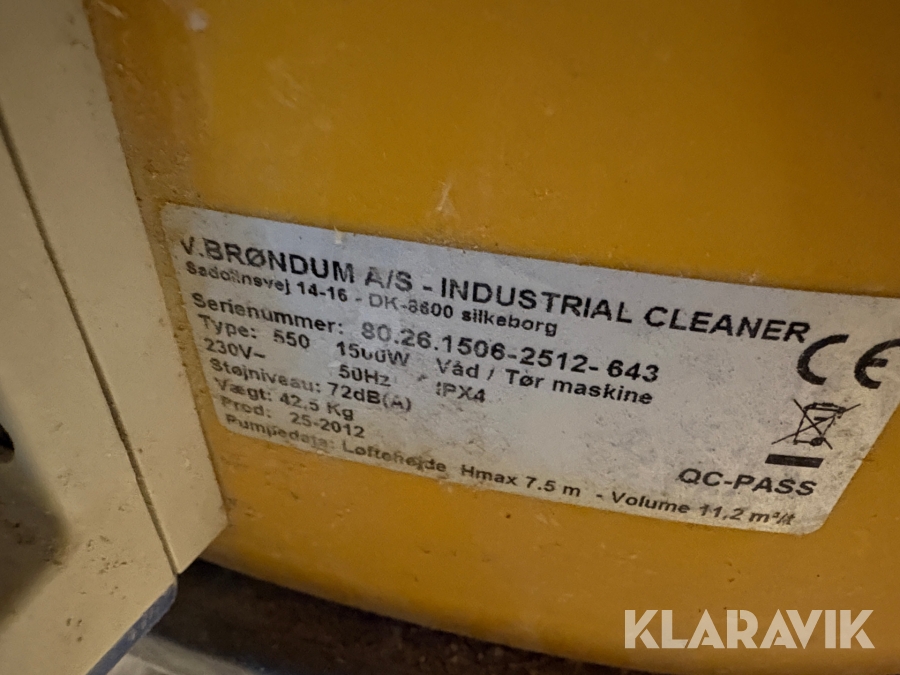 V.BRØNDUM A/S - INDUSTRIAL CLEANER
Sadolinsvej 14-16 - DK-8600 silkeborg
Serienummer: 80.26.1506-2512-643
Type: 550 1500W Våd / Tør maskine
230V~ 50Hz IPX4
Støjniveau: 72dB(A)
Vægt: 42,5 Kg
Prod: 25-2012
Pumpedata: Løftehøjde Hmax 7.5 m - Volume 11,2 m³/t
CE
QC-PASS
KLARAVIK